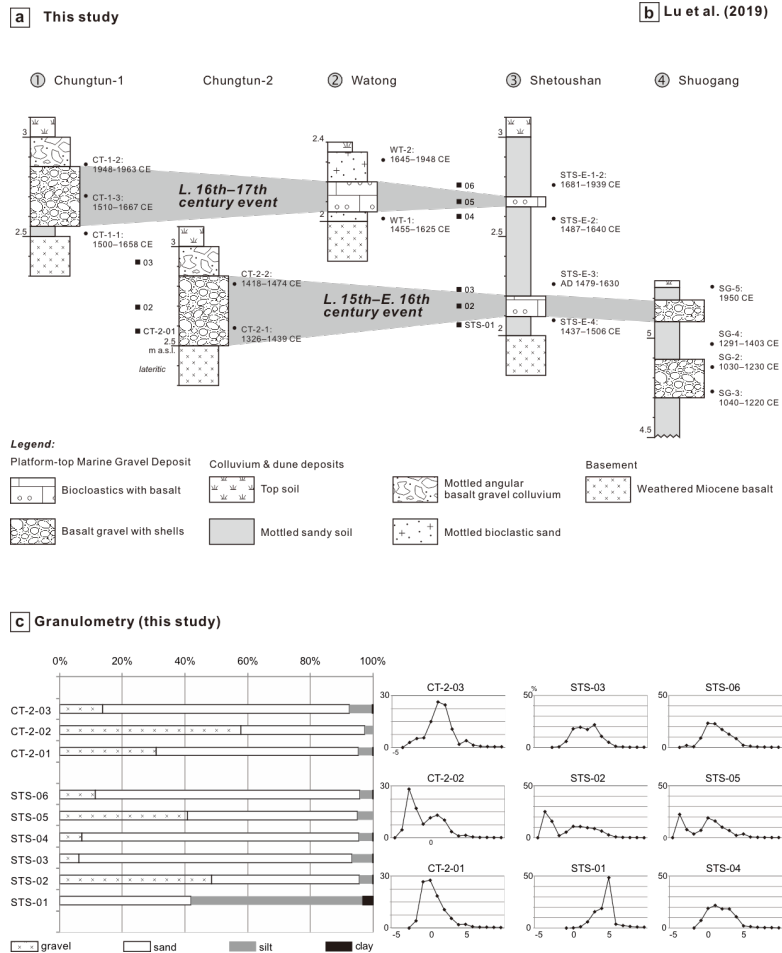 a This study
b Lu et al. (2019)
1 Chungtun-1
Chungtun-2
2 Watong
3 Shetoushan
4 Shuogang
3
2.5
CT-1-2:
1948–1963 CE
CT-1-3:
1510–1667 CE
CT-1-1:
1500–1658 CE
L. 16th–17th
century event
2.4
2
WT-2:
1645–1948 CE
WT-1:
1455–1625 CE
06
05
04
3
2.5
2
STS-E-1-2:
1681–1939 CE
STS-E-2:
1487–1640 CE
STS-E-3:
AD 1479-1630
STS-E-4:
1437–1506 CE
03
02
CT-2-01
3
2.5
m a.s.l.
lateritic
CT-2-2:
1418–1474 CE
CT-2-1:
1326–1439 CE
L. 15th–E. 16th
century event
03
02
STS-01
5
4.5
SG-5:
1950 CE
SG-4:
1291–1403 CE
SG-2:
1030–1230 CE
SG-3:
1040–1220 CE
Legend:
Platform-top Marine Gravel Deposit
Colluvium & dune deposits
Basement
Biocloastics with basalt
Top soil
Mottled angular
basalt gravel colluvium
Weathered Miocene basalt
Basalt gravel with shells
Mottled sandy soil
Mottled bioclastic sand
c Granulometry (this study)
0% 20% 40% 60% 80% 100%
CT-2-03
CT-2-02
CT-2-01
STS-06
STS-05
STS-04
STS-03
STS-02
STS-01
gravel sand silt clay
CT-2-03
30
0
-5
STS-03
%
50
0
STS-06
50
0
CT-2-02
30
0
0
STS-02
50
0
STS-05
50
0
CT-2-01
30
0
-5 0 5
STS-01
50
0
-5 0 5
STS-04
50
0
-5 0 5